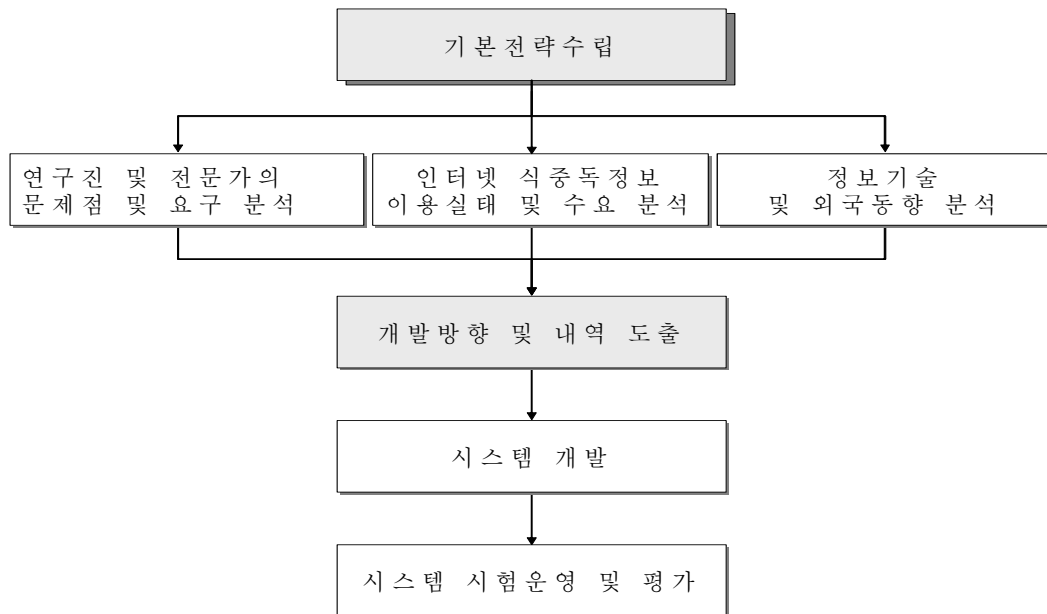 기본전략수립
연구진 및 전문가의
문제점 및 요구 분석
인터넷 식중독정보
이용실태 및 수요 분석
정보기술
및 외국동향 분석
개발방향 및 내역 도출
시스템 개발
시스템 시험운영 및 평가